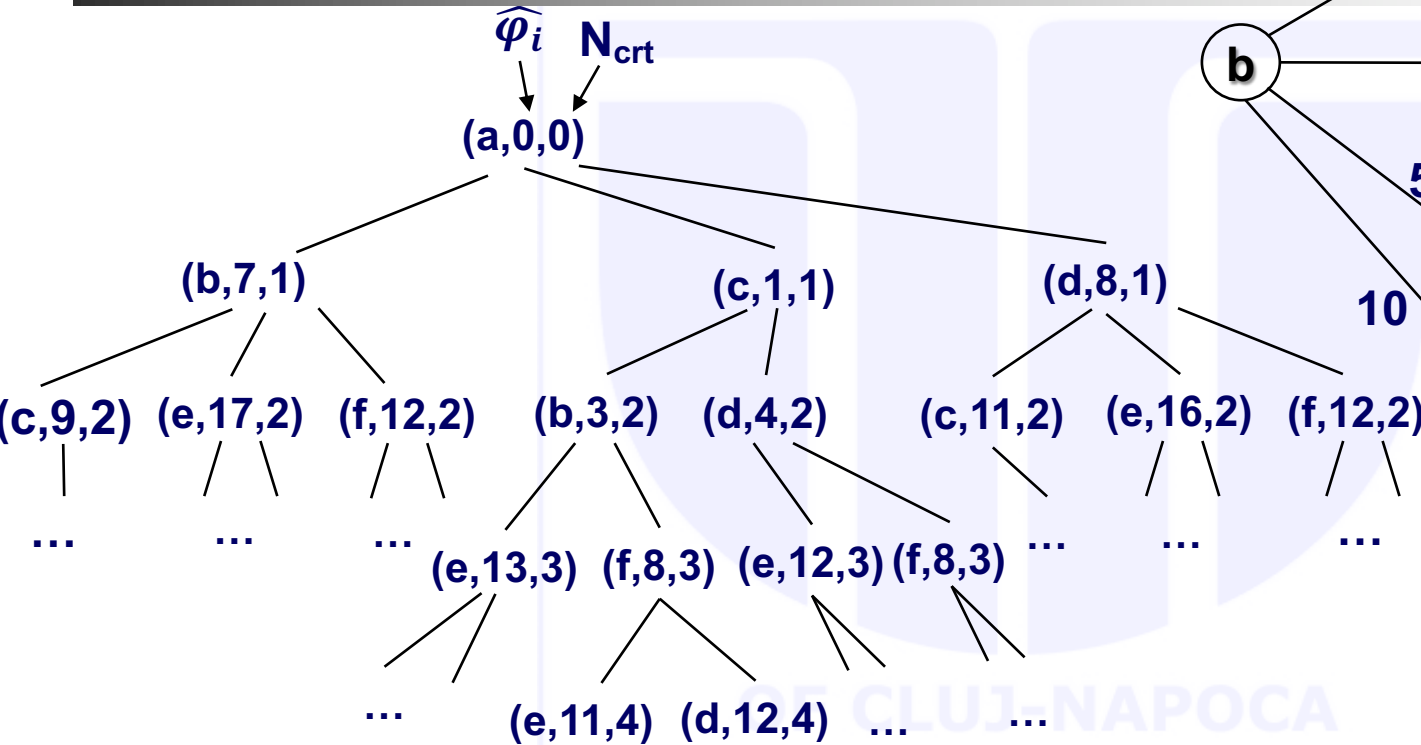 φ̂ᵢ N_crt
b
(a,0,0)
5
(b,7,1) (c,1,1) (d,8,1)
10
(c,9,2) (e,17,2) (f,12,2) (b,3,2) (d,4,2) (c,11,2) (e,16,2) (f,12,2)
... ... ... ... ... ...
(e,13,3) (f,8,3) (e,12,3) (f,8,3)
... (e,11,4) (d,12,4) ... ...
OF CLUJ-NAPOCA